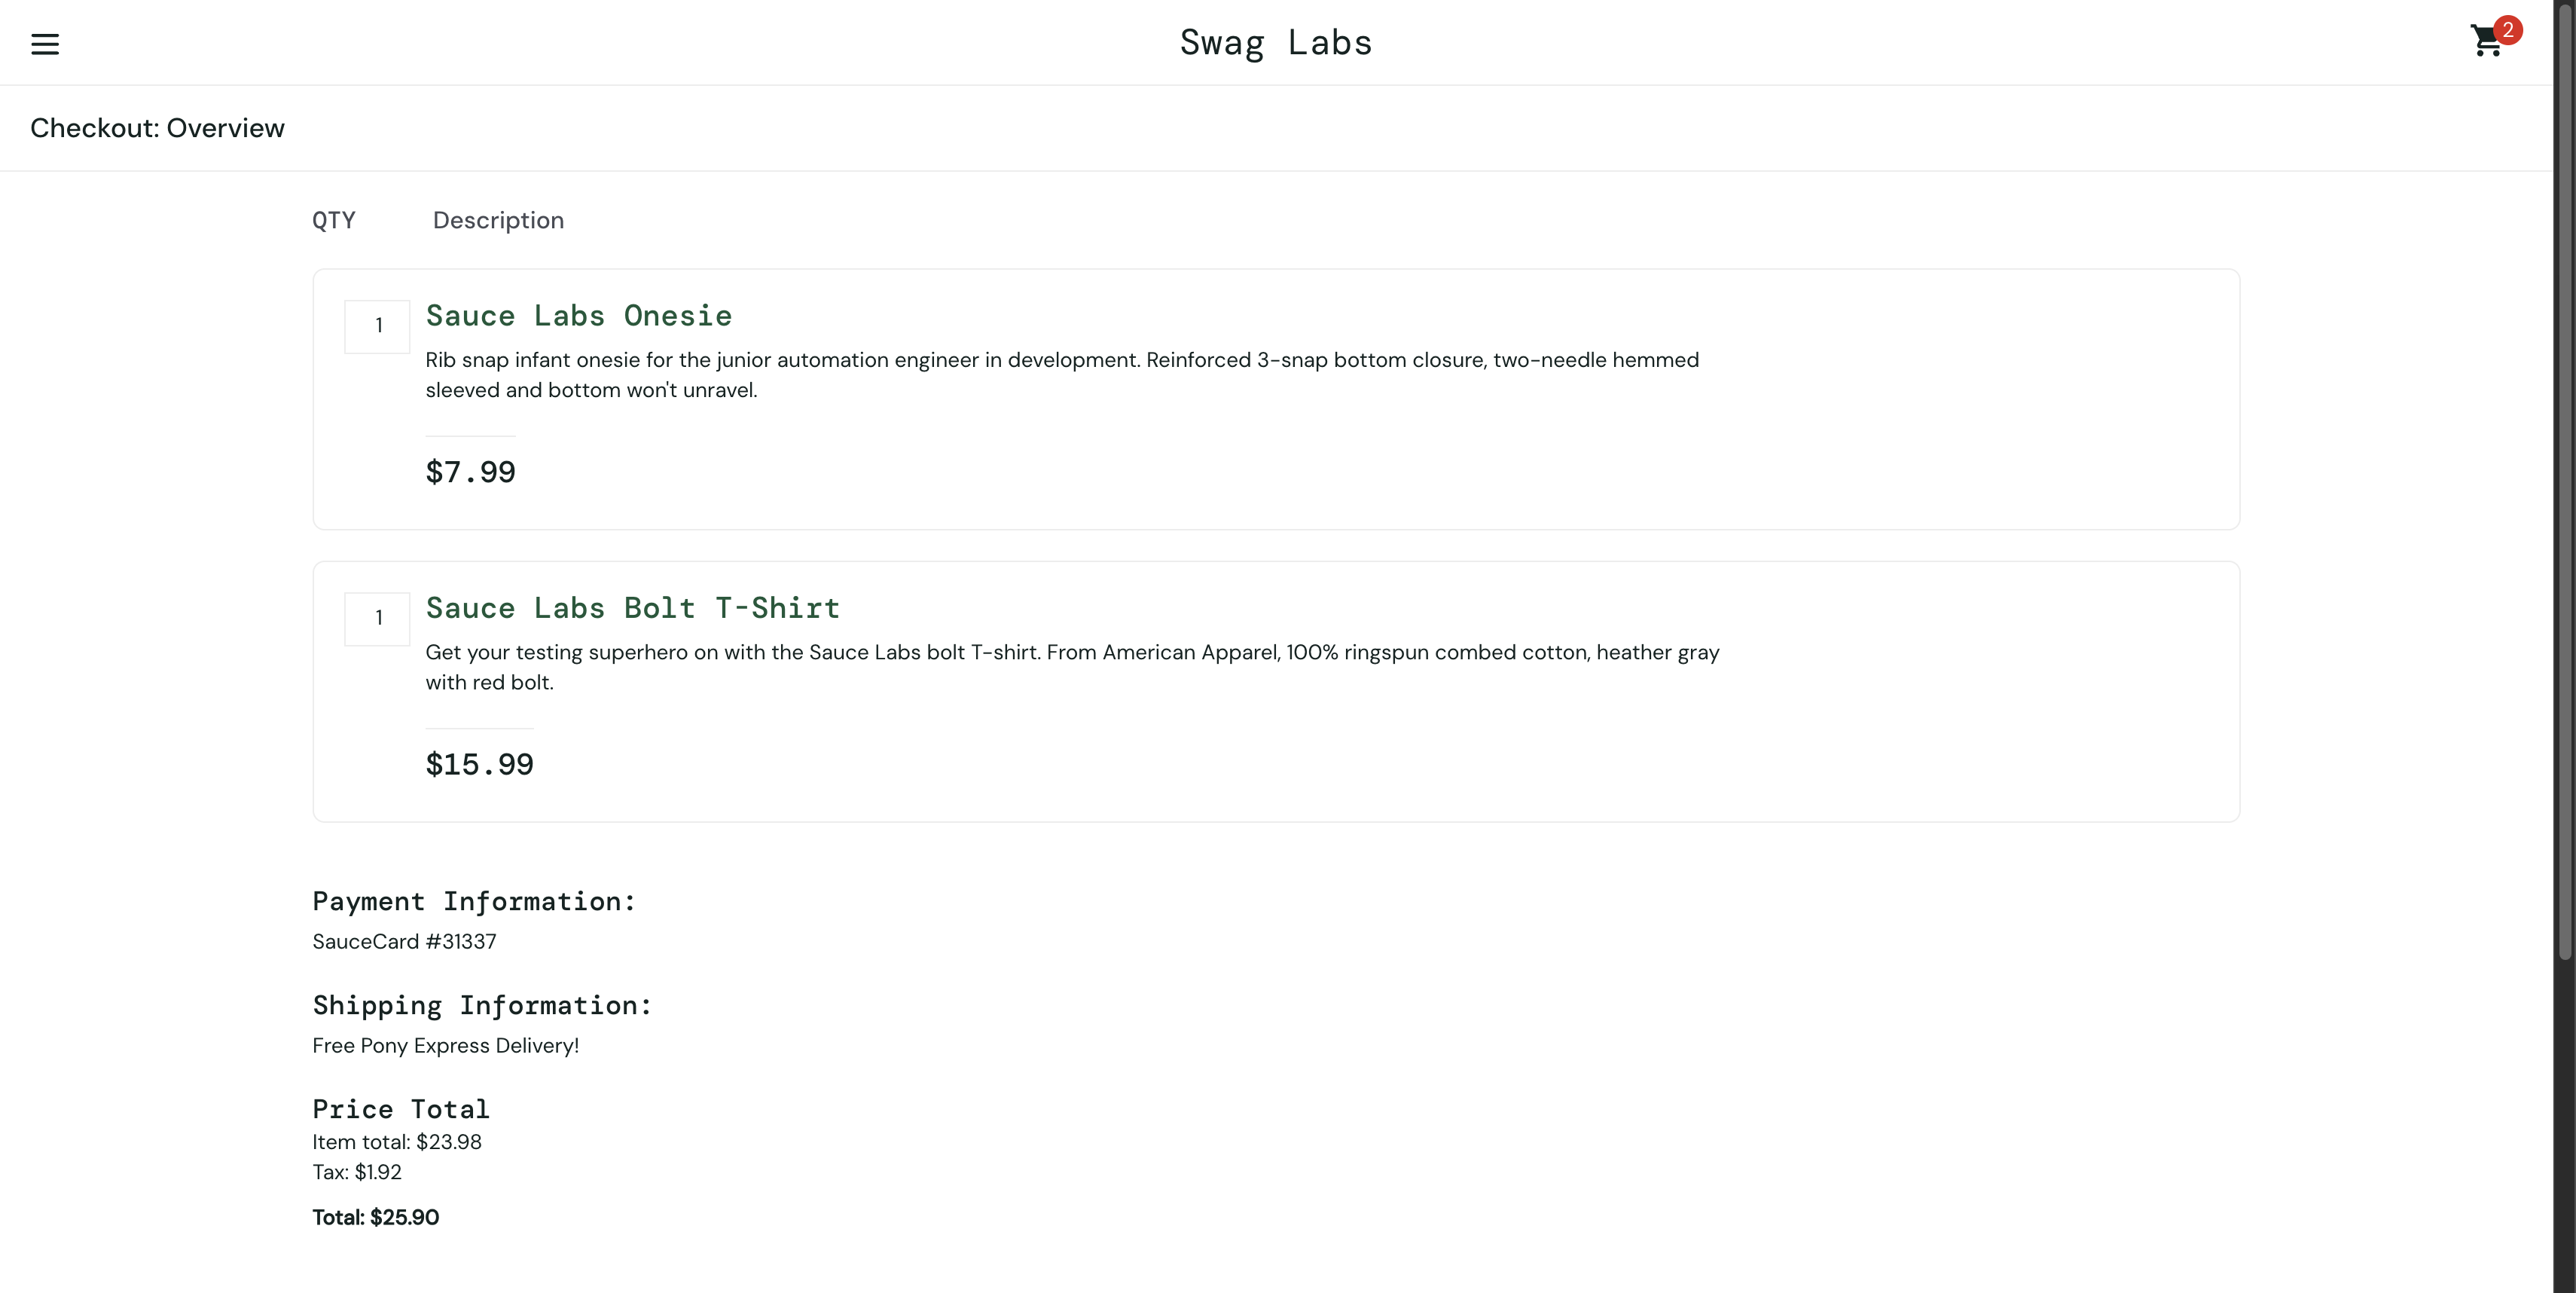 Swag Labs
2
Checkout: Overview
QTY Description
1
Sauce Labs Onesie
Rib snap infant onesie for the junior automation engineer in development. Reinforced 3-snap bottom closure, two-needle hemmed
sleeved and bottom won't unravel.
$7.99
1
Sauce Labs Bolt T-Shirt
Get your testing superhero on with the Sauce Labs bolt T-shirt. From American Apparel, 100% ringspun combed cotton, heather gray
with red bolt.
$15.99
Payment Information:
SauceCard #31337
Shipping Information:
Free Pony Express Delivery!
Price Total
Item total: $23.98
Tax: $1.92
Total: $25.90